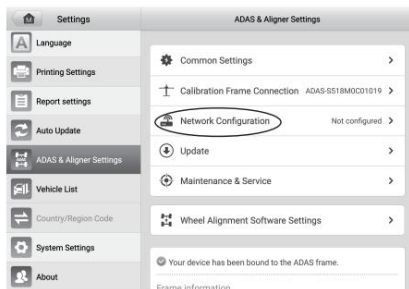 Settings
ADAS & Aligner Settings
Language
Printing Settings
Report settings
Auto Update
ADAS & Aligner Settings
Vehicle List
Country/Region Code
System Settings
About
Common Settings
Calibration Frame Connection ADAS-S518M0C01019
Network Configuration Not configured
Update
Maintenance & Service
Wheel Alignment Software Settings
Your device has been bound to the ADAS frame.
Frame information